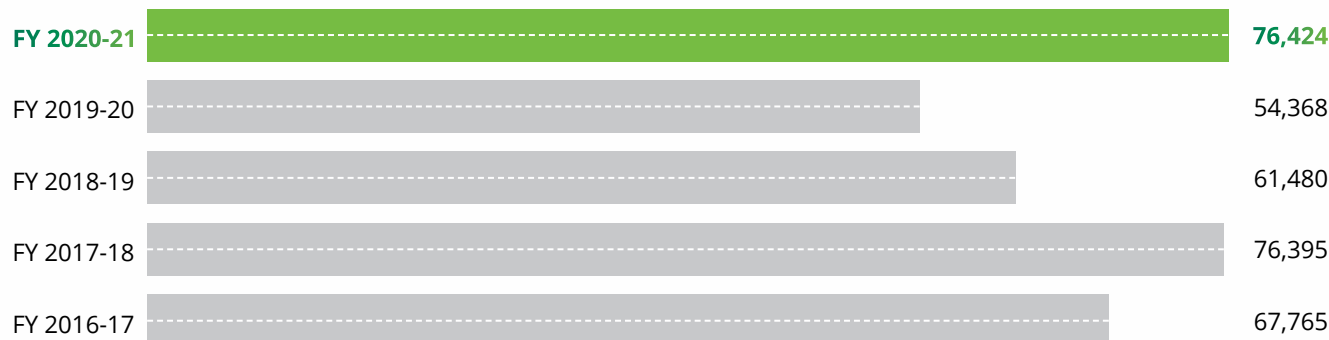 FY 2020-21 76,424
FY 2019-20 54,368
FY 2018-19 61,480
FY 2017-18 76,395
FY 2016-17 67,765